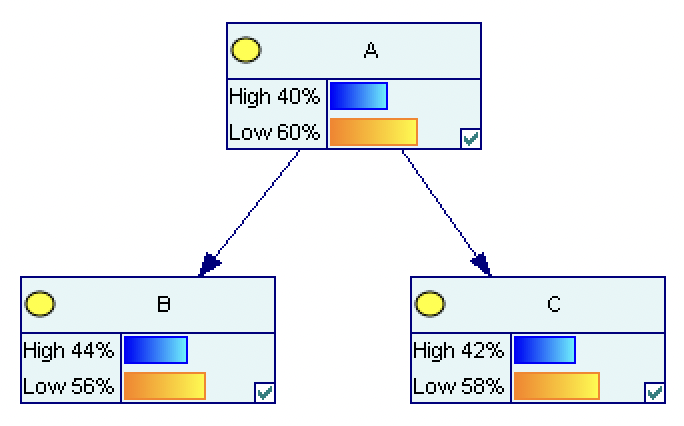 A
High 40%
Low 60%
B
High 44%
Low 56%
C
High 42%
Low 58%